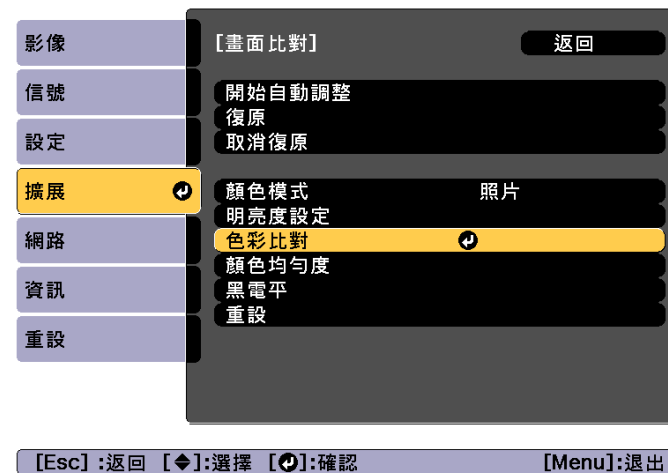 影像
信號
設定
擴展
網路
資訊
重設
[畫面比對] 返回
開始自動調整
復原
取消復原
顏色模式 照片
明亮度設定
色彩比對
顏色均勻度
黑電平
重設
[Esc] :返回 [◆]:選擇 [⏎]:確認 [Menu]:退出